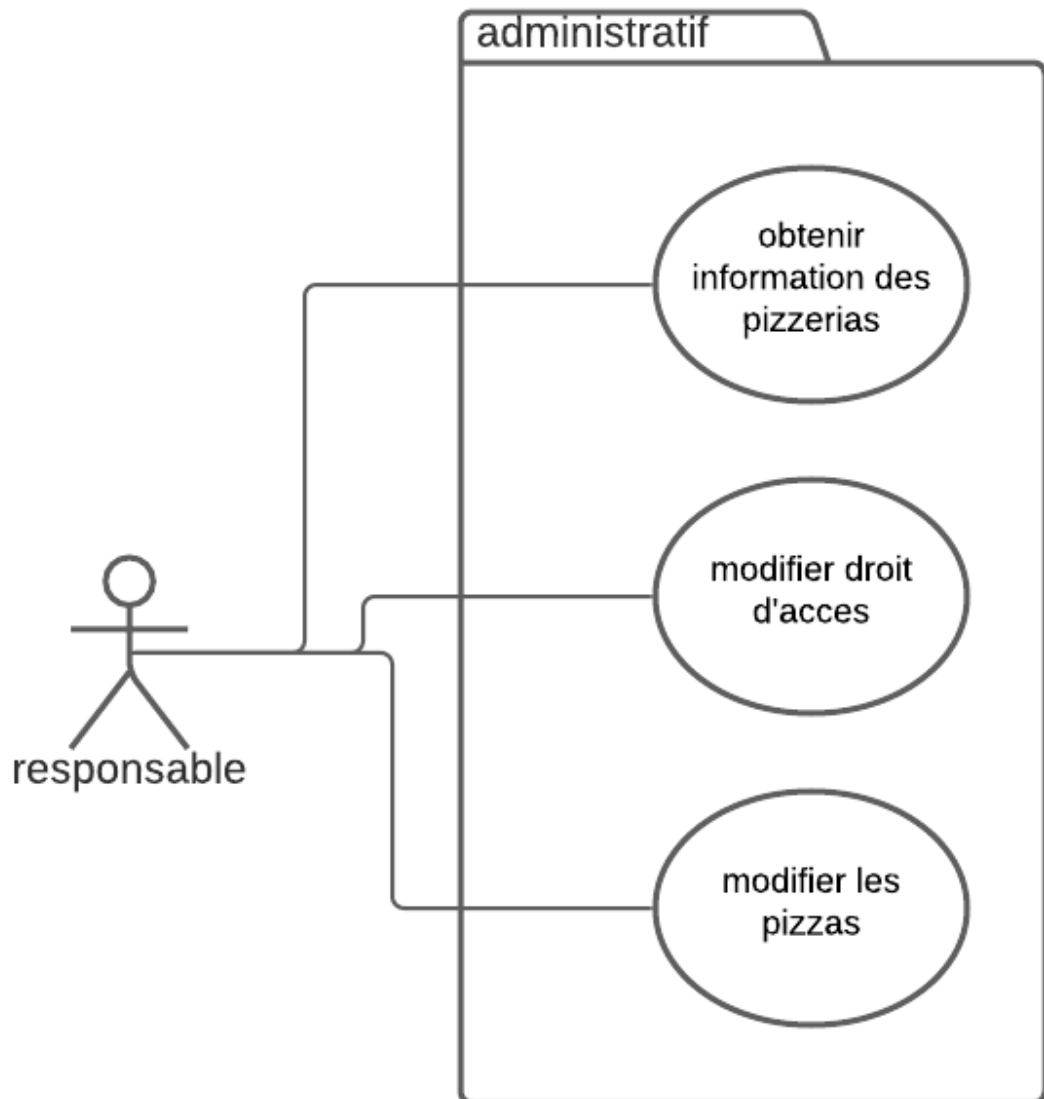 administratif
obtenir
information des
pizzerias
modifier droit
d'acces
responsable
modifier les
pizzas